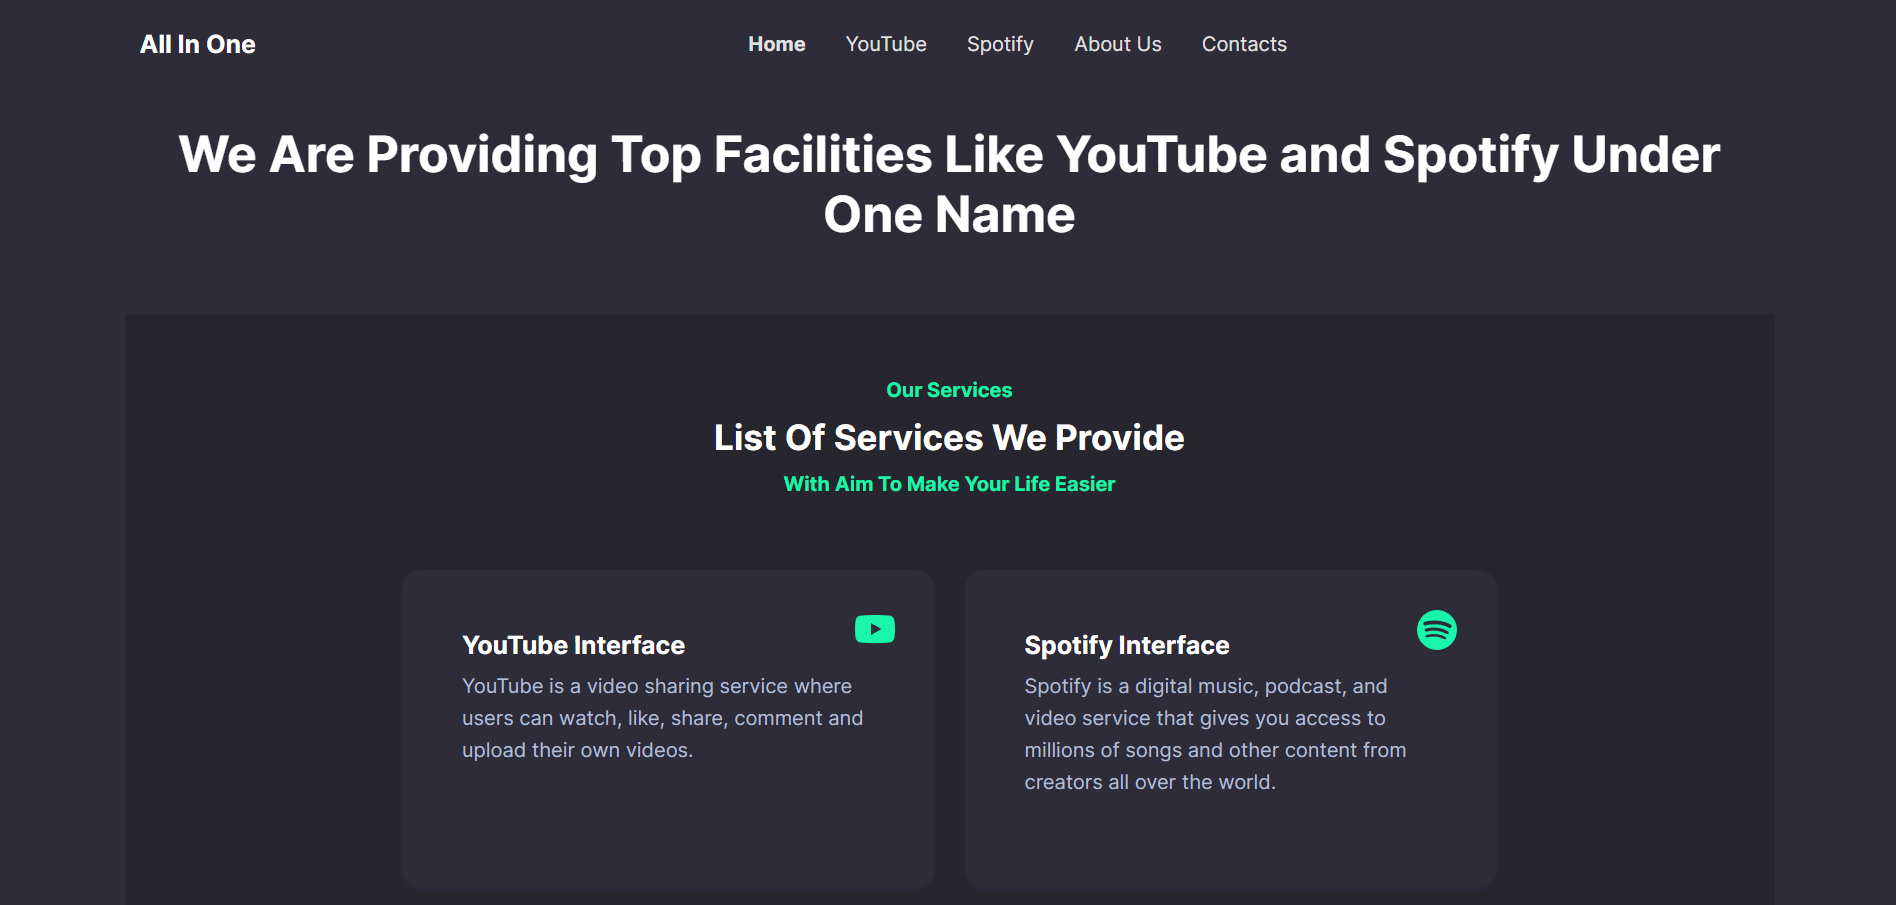 All In One
Home YouTube Spotify About Us Contacts
We Are Providing Top Facilities Like YouTube and Spotify Under
One Name
Our Services
List Of Services We Provide
With Aim To Make Your Life Easier
YouTube Interface
YouTube is a video sharing service where
users can watch, like, share, comment and
upload their own videos.
Spotify Interface
Spotify is a digital music, podcast, and
video service that gives you access to
millions of songs and other content from
creators all over the world.